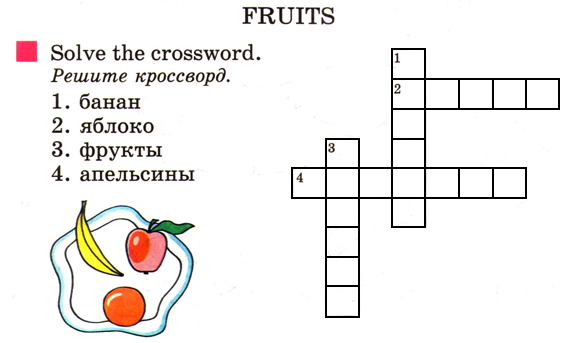 FRUITS
Solve the crossword.
Решите кроссворд.
1. банан
2. яблоко
3. фрукты
4. апельсины
1
2
3
4